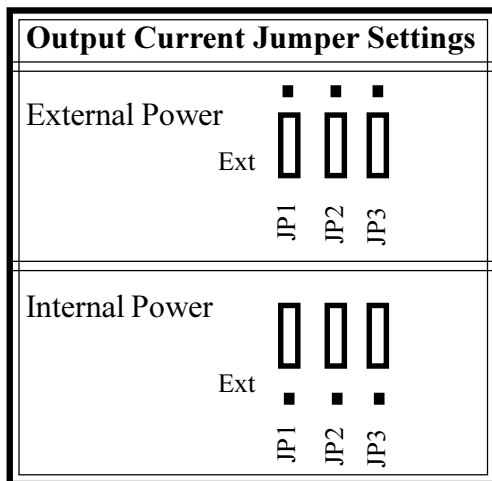 Output Current Jumper Settings
External Power
Ext
JP1 JP2 JP3
Internal Power
Ext
JP1 JP2 JP3